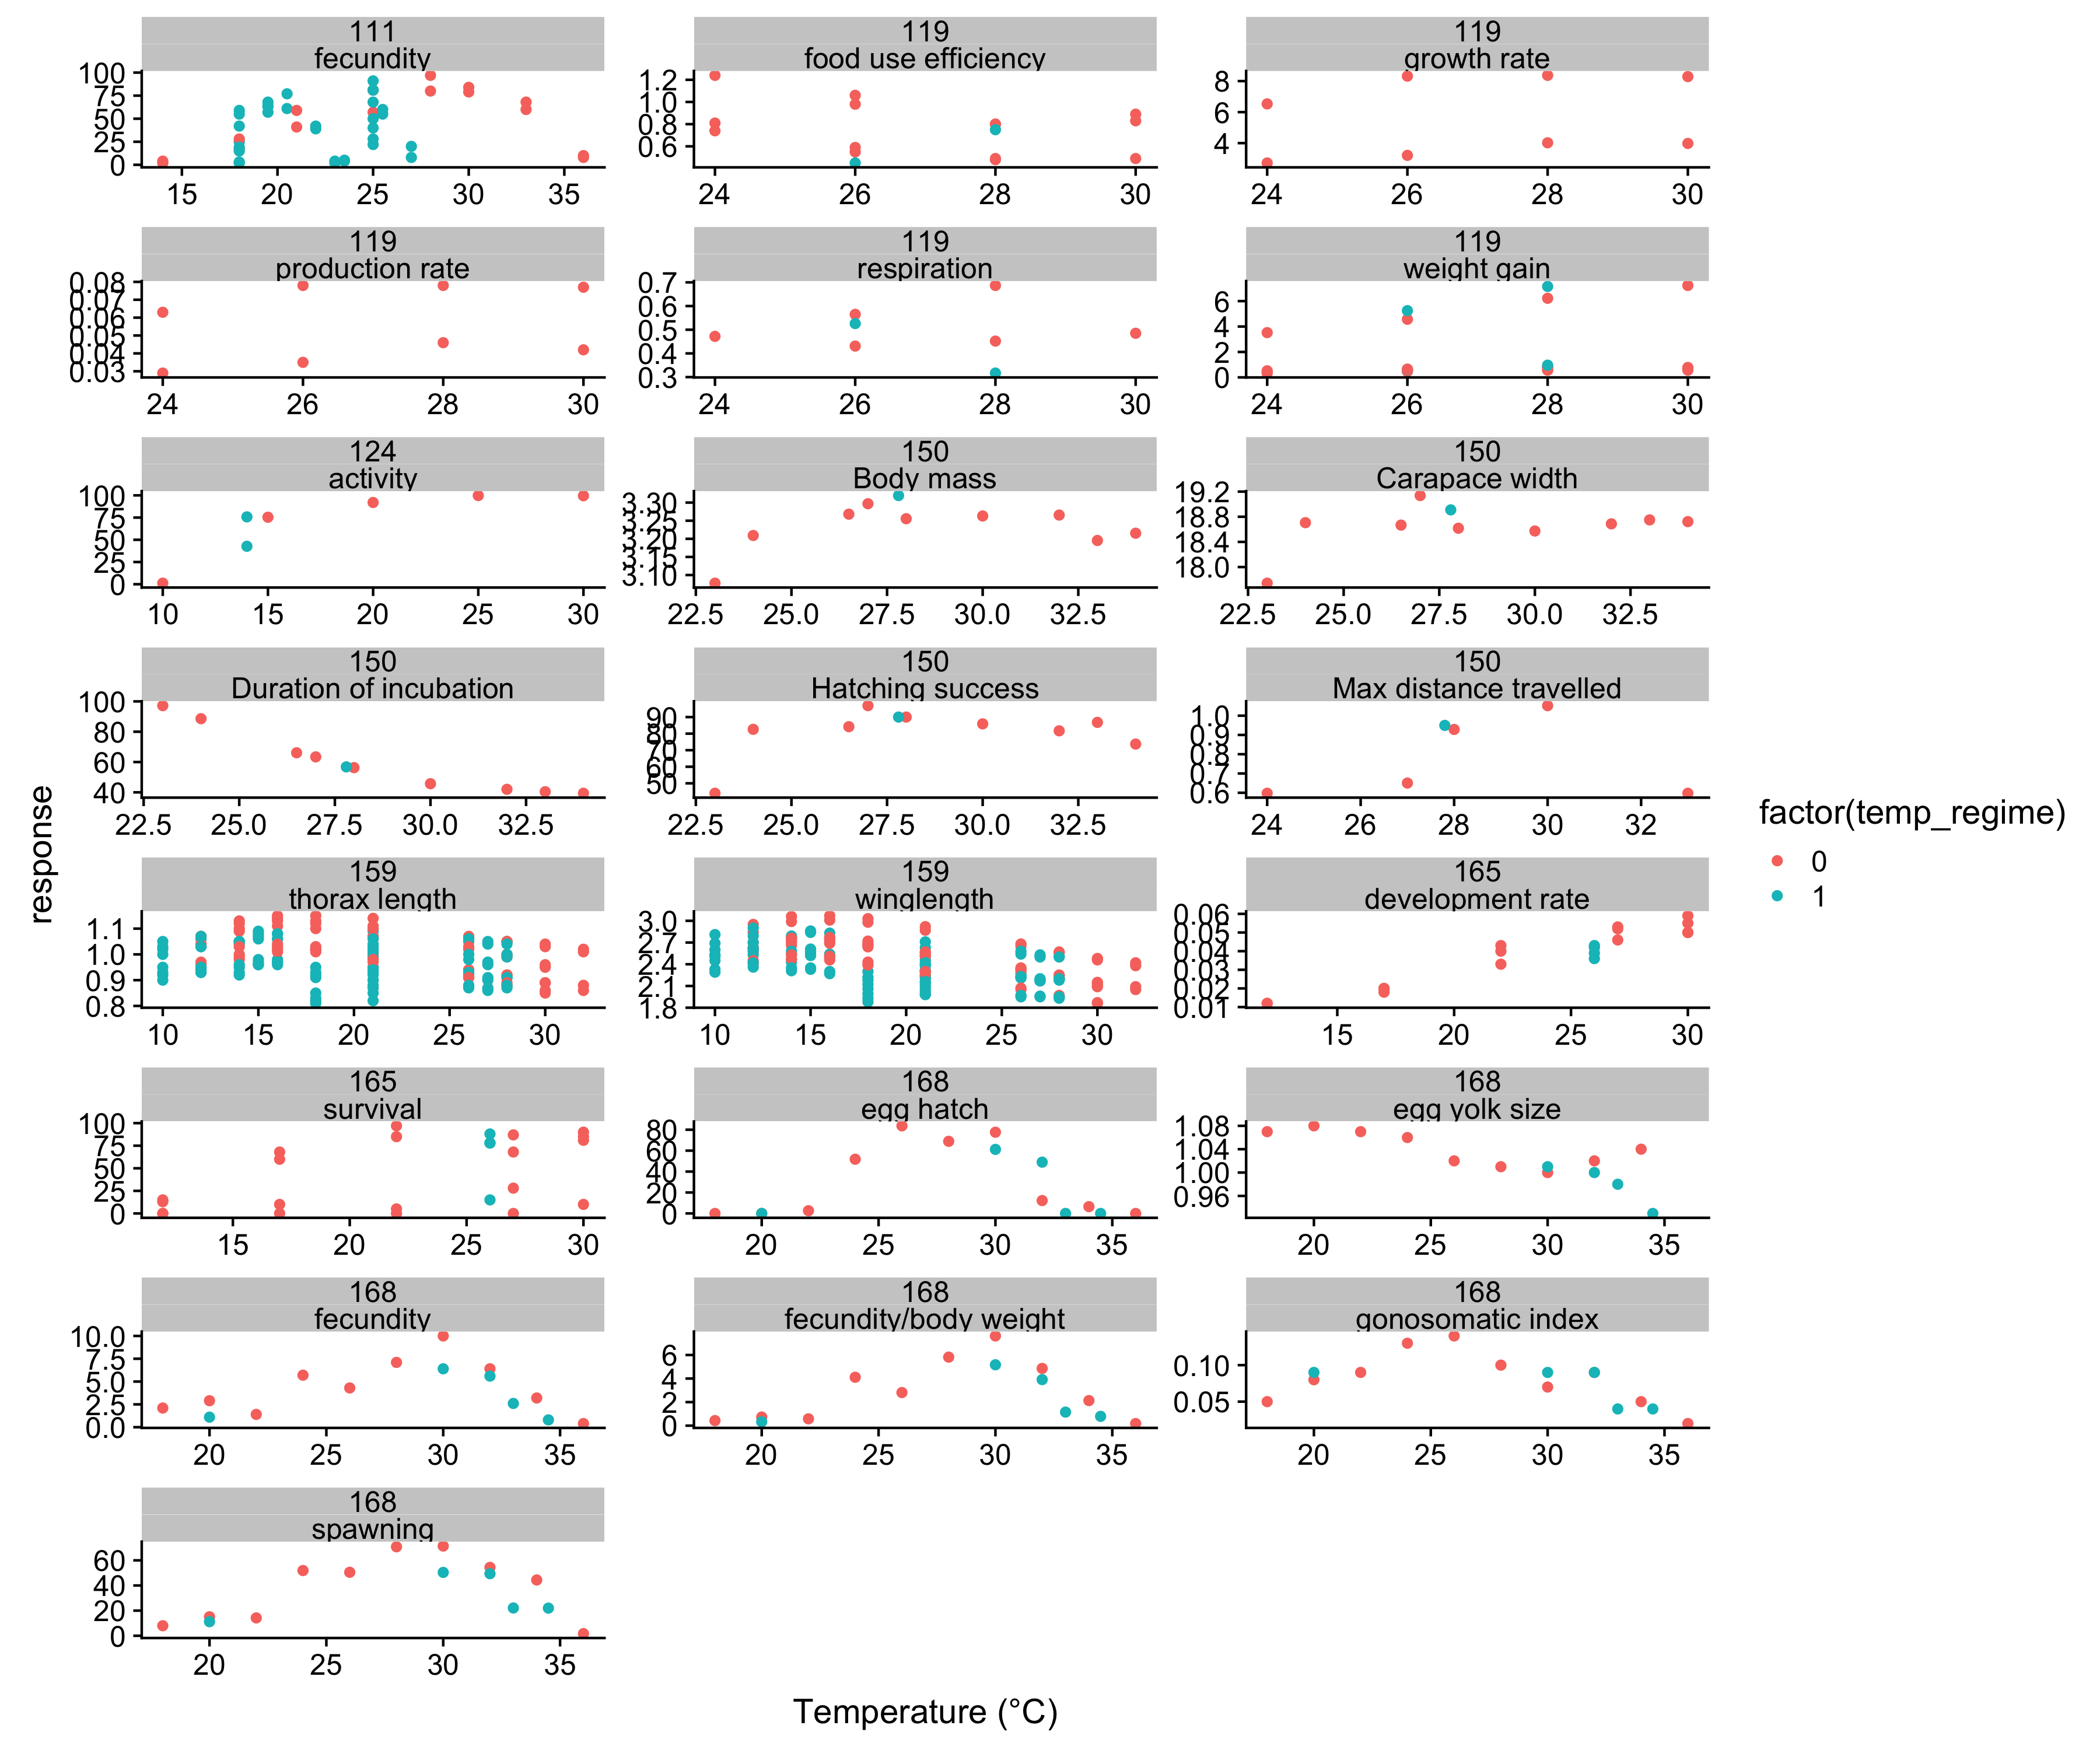 111 119 119
fecundity food use efficiency growth rate
100 1.2 8
75 1.0 6
50 0.8 4
25 0.6
0
15 20 25 30 35 24 26 28 30 24 26 28 30
119 119 119
production rate respiration weight gain
0.08 0.7 6
0.07 0.6 4
0.06 0.5 2
0.05 0.4 0
0.04 0.3
0.03
24 26 28 30 24 26 28 30 24 26 28 30
124 150 150
activity Body mass Carapace width
100 3.30 19.2
75 3.25 18.8
50 3.20 18.4
25 3.15 18.0
0 3.10
10 15 20 25 30 22.5 25.0 27.5 30.0 32.5 22.5 25.0 27.5 30.0 32.5
150 150 150
Duration of incubation Hatching success Max distance travelled
100 90 1.0
80 80 0.9
60 70 0.8
40 60 0.7
50 0.6
22.5 25.0 27.5 30.0 32.5 22.5 25.0 27.5 30.0 32.5 24 26 28 30 32
response
factor(temp_regime)
0
1
159 159 165
thorax length winglength development rate
1.1 3.0 0.06
1.0 2.7 0.05
0.9 2.4 0.04
0.8 2.1 0.03
1.8 0.02
0.01
10 15 20 25 30 10 15 20 25 30 15 20 25 30
165 168 168
survival egg hatch egg yolk size
100 80 1.08
75 60 1.04
50 40 1.00
25 20 0.96
0 0
15 20 25 30 20 25 30 35 20 25 30 35
168 168 168
fecundity fecundity/body weight gonosomatic index
10.0 6 0.10
7.5 4 0.05
5.0 2
2.5 0
0.0
20 25 30 35 20 25 30 35 20 25 30 35
168
spawning
60
40
20
0
20 25 30 35
Temperature (°C)